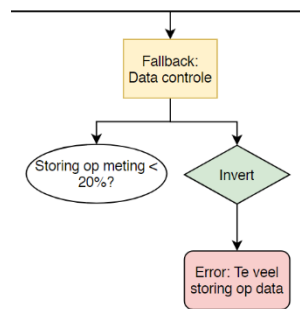 Fallback:
Data controle
Storing op meting <
20%?
Invert
Error: Te veel
storing op data